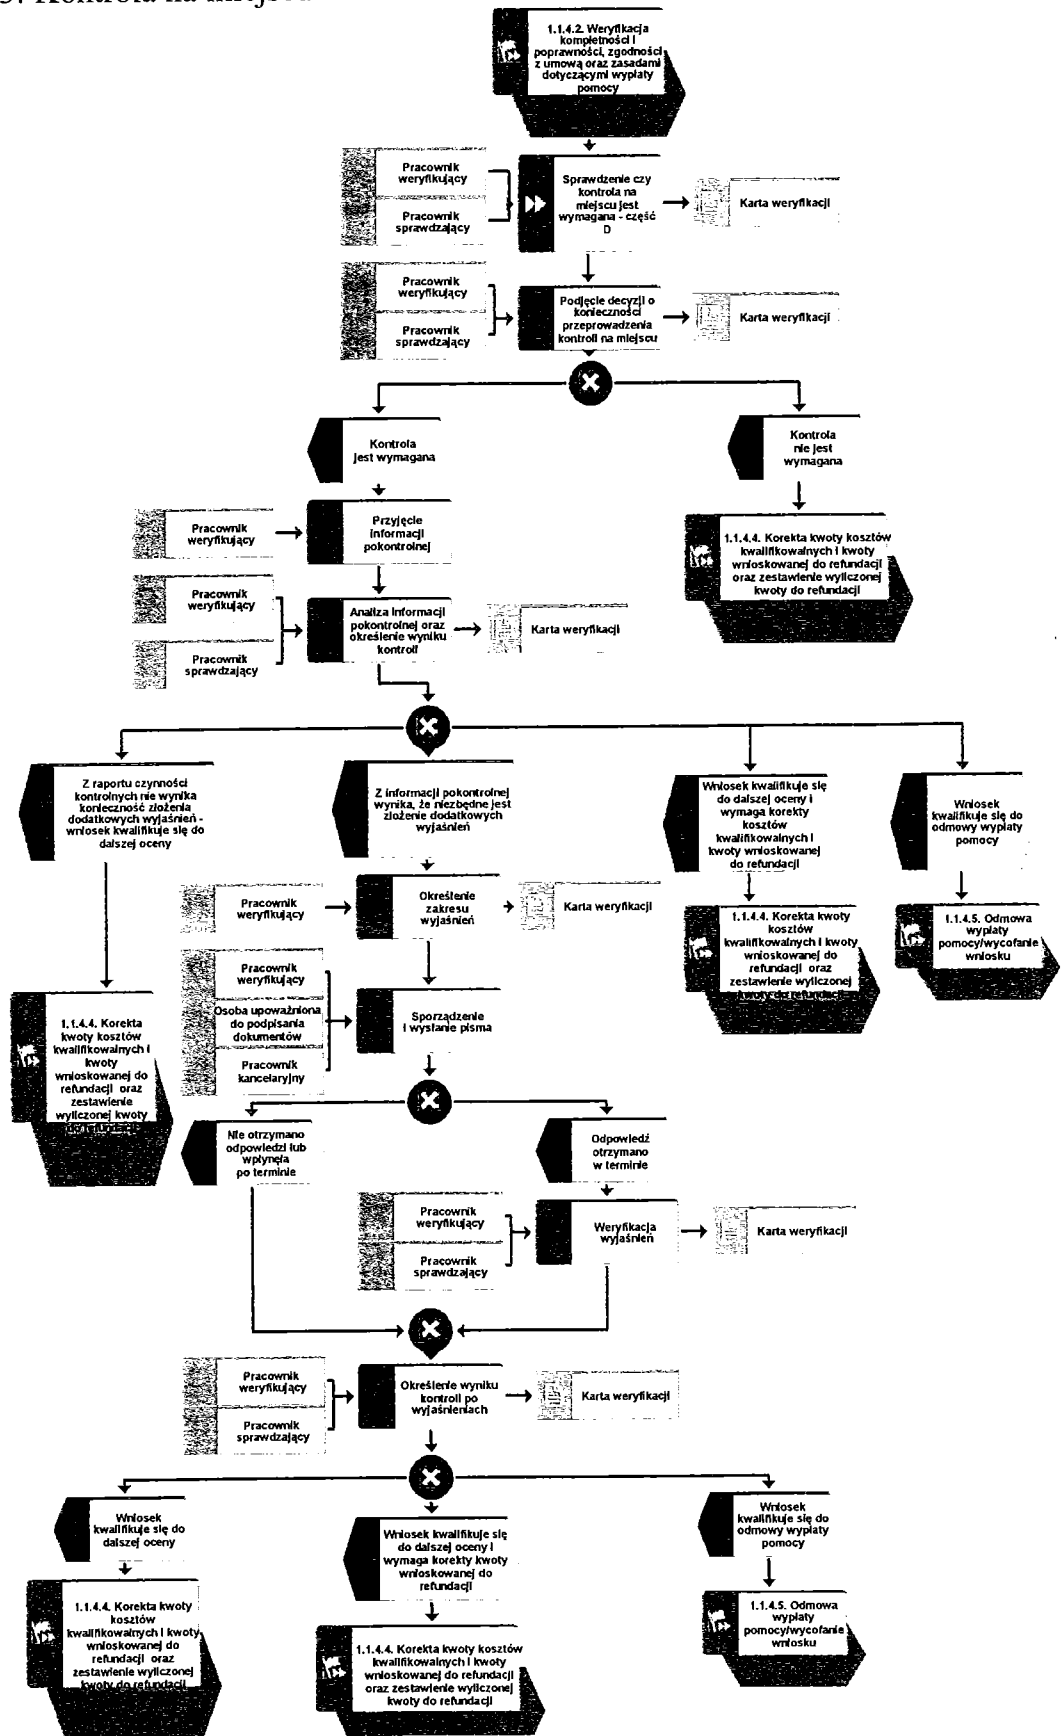 1.1.4.2. Weryfikacja
kompletności i
poprawności, zgodności
z umową oraz zasadami
dotyczącymi wypłaty
pomocy
Pracownik
weryfikujący
Pracownik
sprawdzający
Sprawdzenie czy
kontrola na
miejscu jest
wymagana - część
D
Karta weryfikacji
Pracownik
weryfikujący
Pracownik
sprawdzający
Podjęcie decyzji o
konieczności
przeprowadzenia
kontroli na miejscu
Karta weryfikacji
Kontrola
jest wymagana
Kontrola
nie jest
wymagana
Pracownik
weryfikujący
Przyjęcie
informacji
pokontrolnej
1.1.4.4. Korekta kwoty kosztów
kwalifikowalnych i kwoty
wnioskowanej do refundacji
oraz zestawienie wyliczonej
kwoty do refundacji
Pracownik
weryfikujący
Pracownik
sprawdzający
Analiza informacji
pokontrolnej oraz
określenie wyniku
kontroli
Karta weryfikacji
Z raportu czynności
kontrolnych nie wynika
konieczność złożenia
dodatkowych wyjaśnień -
wniosek kwalifikuje się do
dalszej oceny
Z informacji pokontrolnej
wynika, że niezbędne jest
złożenie dodatkowych
wyjaśnień
Wniosek kwalifikuje się
do dalszej oceny i
wymaga korekty
kosztów
kwalifikowalnych i
kwoty wnioskowanej
do refundacji
Wniosek
kwalifikuje się do
odmowy wypłaty
pomocy
Pracownik
weryfikujący
Określenie
zakresu
wyjaśnień
Karta weryfikacji
1.1.4.4. Korekta kwoty
kosztów
kwalifikowalnych i kwoty
wnioskowanej do
refundacji oraz
zestawienie wyliczonej
kwoty do refundacji
1.1.4.5. Odmowa
wypłaty
pomocy/wycofanie
wniosku
Pracownik
weryfikujący
Osoba upoważniona
do podpisania
dokumentów
Pracownik
kancelaryjny
Sporządzenie
i wysłanie pisma
1.1.4.4. Korekta
kwoty kosztów
kwalifikowalnych i
kwoty
wnioskowanej do
refundacji oraz
zestawienie
wyliczonej kwoty
do refundacji
Nie otrzymano
odpowiedzi lub
wpłynęła
po terminie
Odpowiedź
otrzymano
w terminie
Pracownik
weryfikujący
Pracownik
sprawdzający
Weryfikacja
wyjaśnień
Karta weryfikacji
Pracownik
weryfikujący
Pracownik
sprawdzający
Określenie wyniku
kontroli po
wyjaśnieniach
Karta weryfikacji
Wniosek
kwalifikuje się do
dalszej oceny
Wniosek kwalifikuje się
do dalszej oceny i
wymaga korekty kwoty
wnioskowanej do
refundacji
Wniosek
kwalifikuje się do
odmowy wypłaty
pomocy
1.1.4.4. Korekta kwoty
kosztów
kwalifikowalnych i kwoty
wnioskowanej do
refundacji oraz
zestawienie wyliczonej
kwoty do refundacji
1.1.4.4. Korekta kwoty kosztów
kwalifikowalnych i kwoty
wnioskowanej do refundacji
oraz zestawienie wyliczonej
kwoty do refundacji
1.1.4.5. Odmowa
wypłaty
pomocy/wycofanie
wniosku